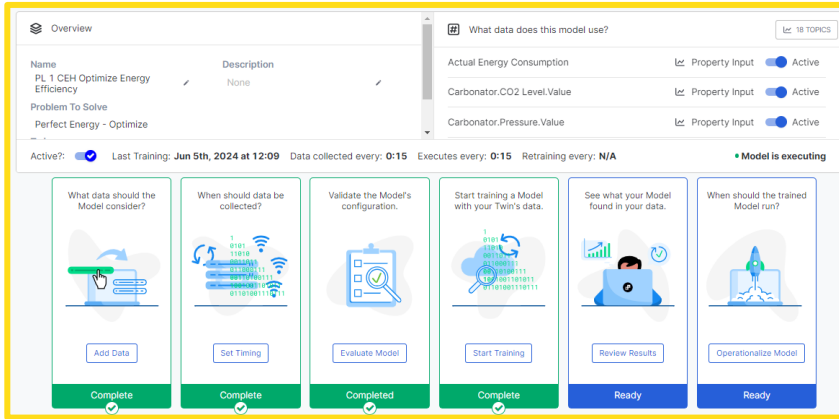 Overview
Name
PL 1 CEH Optimize Energy
Efficiency
Description
None
Problem To Solve
Perfect Energy - Optimize
# What data does this model use?
18 TOPICS
Actual Energy Consumption Property Input Active
Carbonator.CO2 Level.Value Property Input Active
Carbonator.Pressure.Value Property Input Active
Active?: Last Training: Jun 5th, 2024 at 12:09 Data collected every: 0:15 Executes every: 0:15 Retraining every: N/A • Model is executing
What data should the
Model consider?
Add Data
Complete
When should data be
collected?
1
0101
11010
Set Timing
Complete
Validate the Model's
configuration.
Evaluate Model
Completed
Start training a Model
with your Twin's data.
1
0101
01101001110111
Start Training
Complete
See what your Model
found in your data.
Review Results
Ready
When should the trained
Model run?
Operationalize Model
Ready